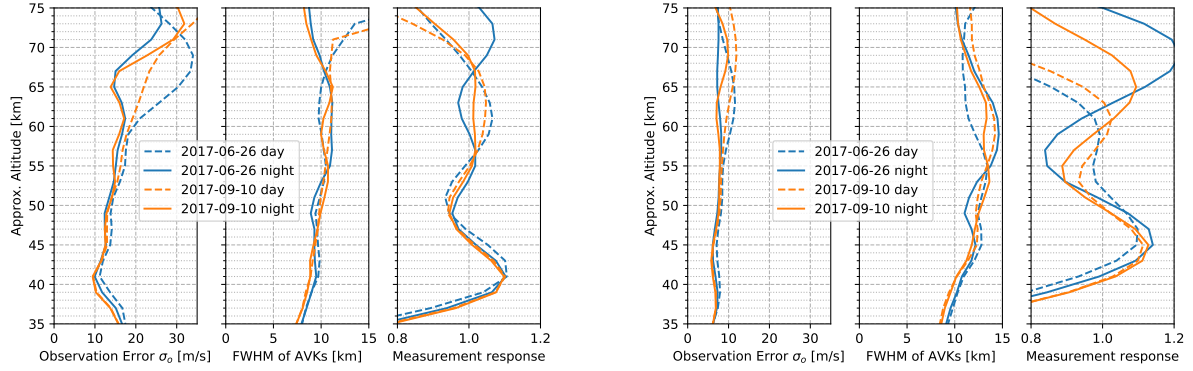 75
70
65
60
55
50
45
40
35
Approx. Altitude [km]
0 10 20 30
Observation Error σₒ [m/s]
0 5 10 15
FWHM of AVKs [km]
0.8 1.0 1.2
Measurement response
2017-06-26 day
2017-06-26 night
2017-09-10 day
2017-09-10 night
75
70
65
60
55
50
45
40
35
Approx. Altitude [km]
0 10 20 30
Observation Error σₒ [m/s]
0 5 10 15
FWHM of AVKs [km]
0.8 1.0 1.2
Measurement response
2017-06-26 day
2017-06-26 night
2017-09-10 day
2017-09-10 night